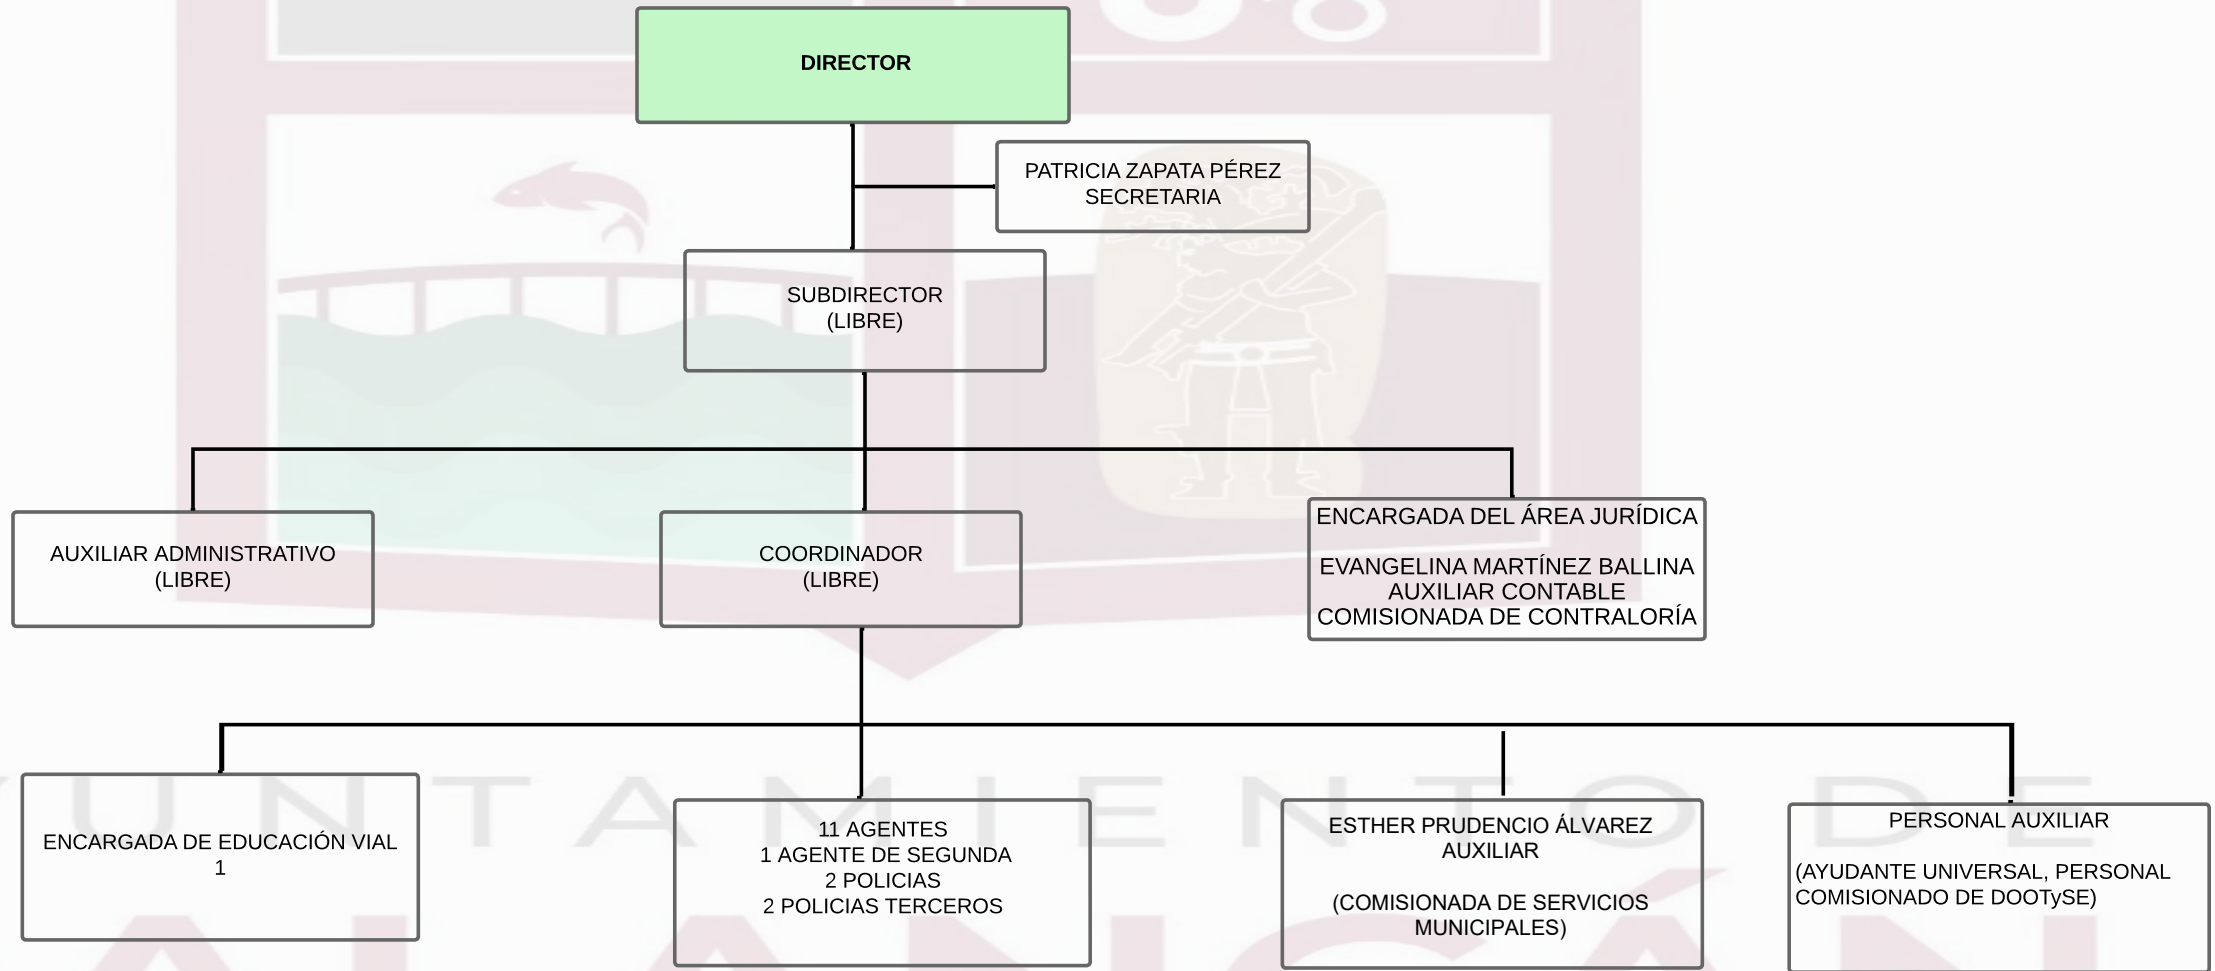 DIRECTOR
PATRICIA ZAPATA PÉREZ
SECRETARIA
SUBDIRECTOR
(LIBRE)
AUXILIAR ADMINISTRATIVO
(LIBRE)
COORDINADOR
(LIBRE)
ENCARGADA DEL ÁREA JURÍDICA
EVANGELINA MARTÍNEZ BALLINA
AUXILIAR CONTABLE
COMISIONADA DE CONTRALORÍA
ENCARGADA DE EDUCACIÓN VIAL
1
11 AGENTES
1 AGENTE DE SEGUNDA
2 POLICIAS
2 POLICIAS TERCEROS
ESTHER PRUDENCIO ÁLVAREZ
AUXILIAR
(COMISIONADA DE SERVICIOS
MUNICIPALES)
PERSONAL AUXILIAR
(AYUDANTE UNIVERSAL, PERSONAL
COMISIONADO DE DOOTySE)
YUNTAMIENTO DE